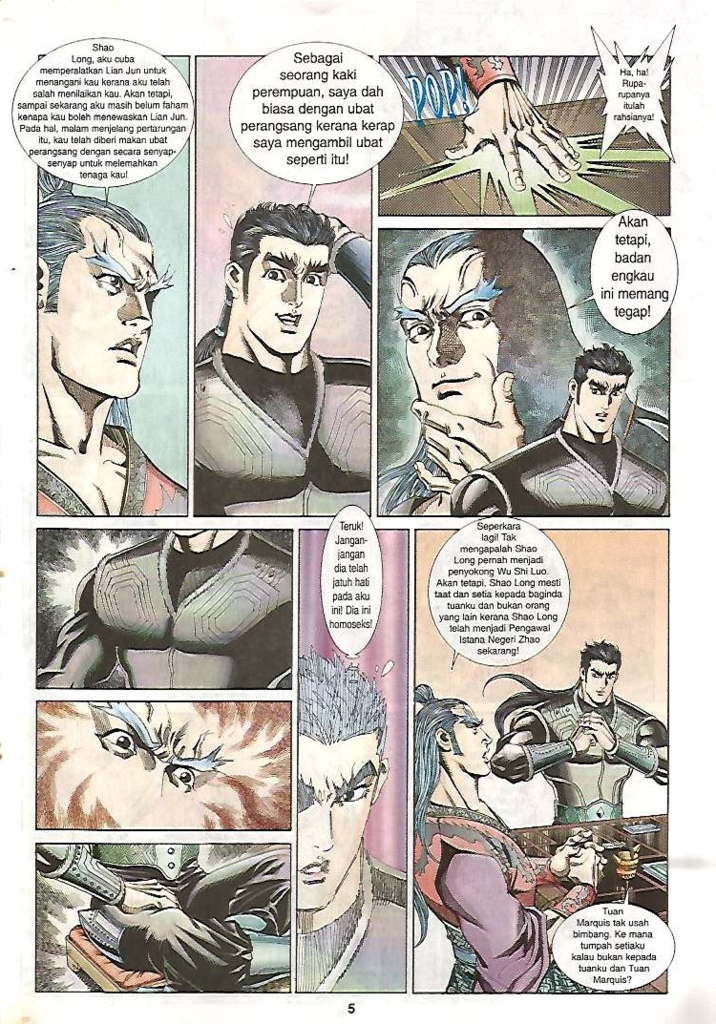 Shao
Long, aku cuba
memperalatkan Lian Jun untuk
menangani kau kerana aku telah
salah menilaikan kau. Akan tetapi,
sampai sekarang aku masih belum faham
kenapa kau boleh menewaskan Lian Jun.
Pada hal, malam menjelang pertarungan
itu, kau telah diberi makan ubat
perangsang dengan secara senyap-
senyap untuk melemahkan
tenaga kau!
Sebagai
seorang kaki
perempuan, saya dah
biasa dengan ubat
perangsang kerana kerap
saya mengambil ubat
seperti itu!
POP!
Ha, ha!
Rupa-
rupanya
itulah
rahsianya!
Akan
tetapi,
badan
engkau
ini memang
tegap!
Teruk!
Jangan-
jangan
dia telah
jatuh hati
pada aku
ini! Dia ini
homoseks!
Seperkara
lagi! Tak
mengapalah Shao
Long pernah menjadi
penyokong Wu Shi Luo.
Akan tetapi, Shao Long mesti
taat dan setia kepada baginda
tuanku dan bukan orang
yang lain kerana Shao Long
telah menjadi Pengawal
Istana Negeri Zhao
sekarang!
Tuan
Marquis tak usah
bimbang. Ke mana
tumpah setiaku
kalau bukan kepada
tuanku dan Tuan
Marquis?
5